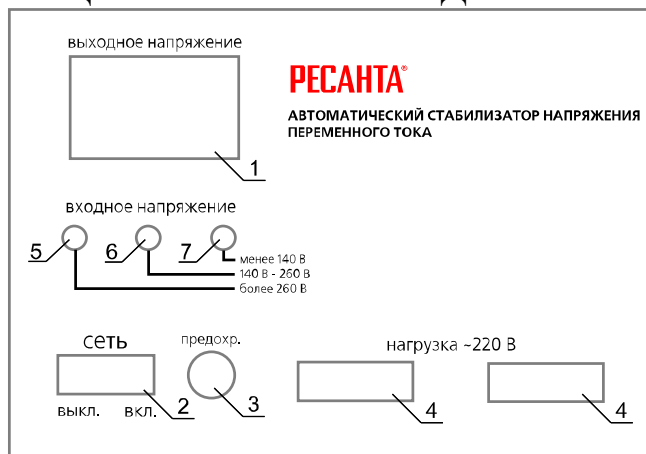 выходное напряжение
1
РЕСАНТА®
АВТОМАТИЧЕСКИЙ СТАБИЛИЗАТОР НАПРЯЖЕНИЯ
ПЕРЕМЕННОГО ТОКА
входное напряжение
5 6 7
менее 140 В
140 В - 260 В
более 260 В
сеть
выкл. вкл. 2
предохр.
3
нагрузка ~220 В
4 4